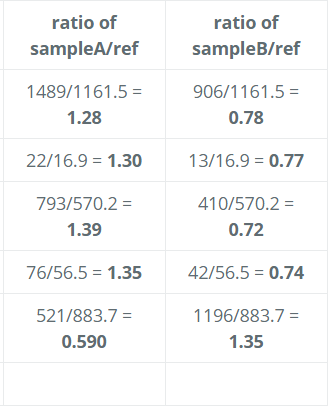 ratio of
sampleA/ref
ratio of
sampleB/ref
1489/1161.5 =
1.28
906/1161.5 =
0.78
22/16.9 = 1.30
13/16.9 = 0.77
793/570.2 =
1.39
410/570.2 =
0.72
76/56.5 = 1.35
42/56.5 = 0.74
521/883.7 =
0.590
1196/883.7 =
1.35